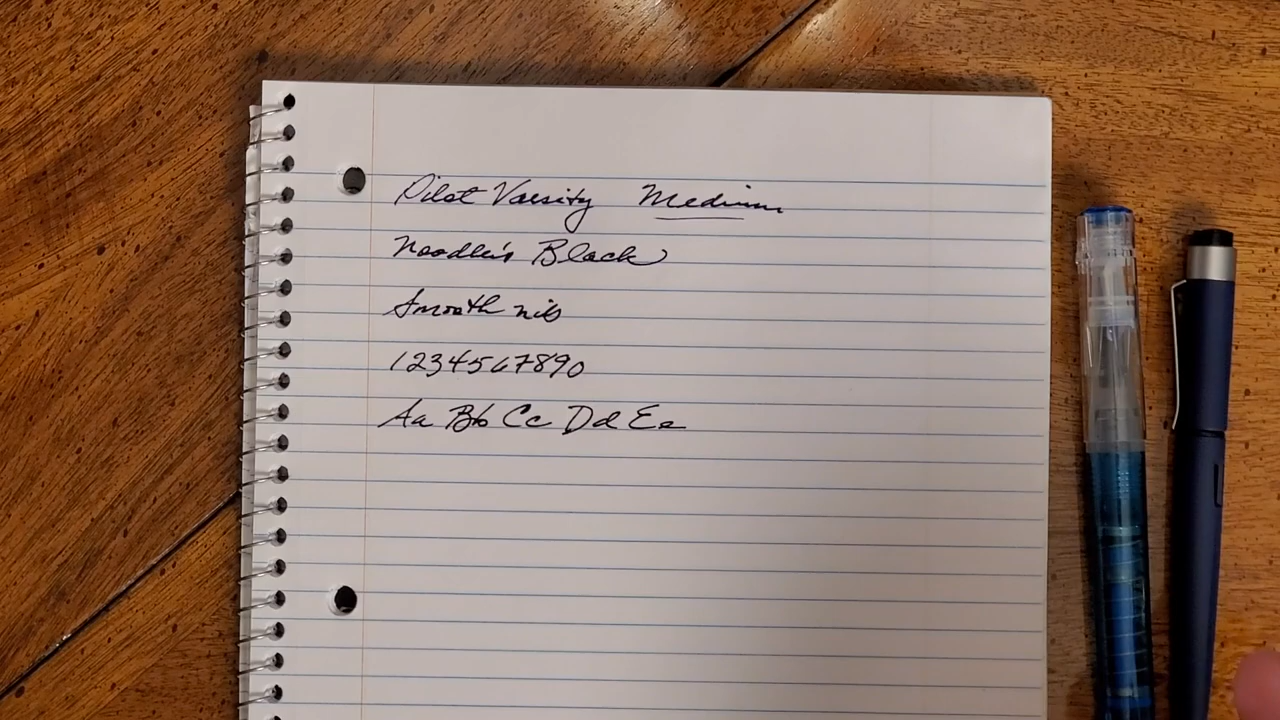 Pilot Varsity Medium
Noodler's Black
Smooth nib
1234567890
Aa Bb Cc Dd Ee